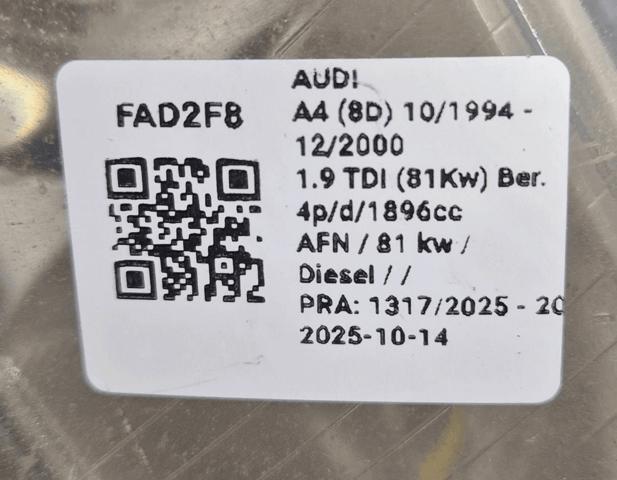 FAD2F8
AUDI
A4 (8D) 10/1994 -
12/2000
1.9 TDI (81Kw) Ber.
4p/d/1896cc
AFN / 81 kw /
Diesel / /
PRA: 1317/2025 - 20
2025-10-14